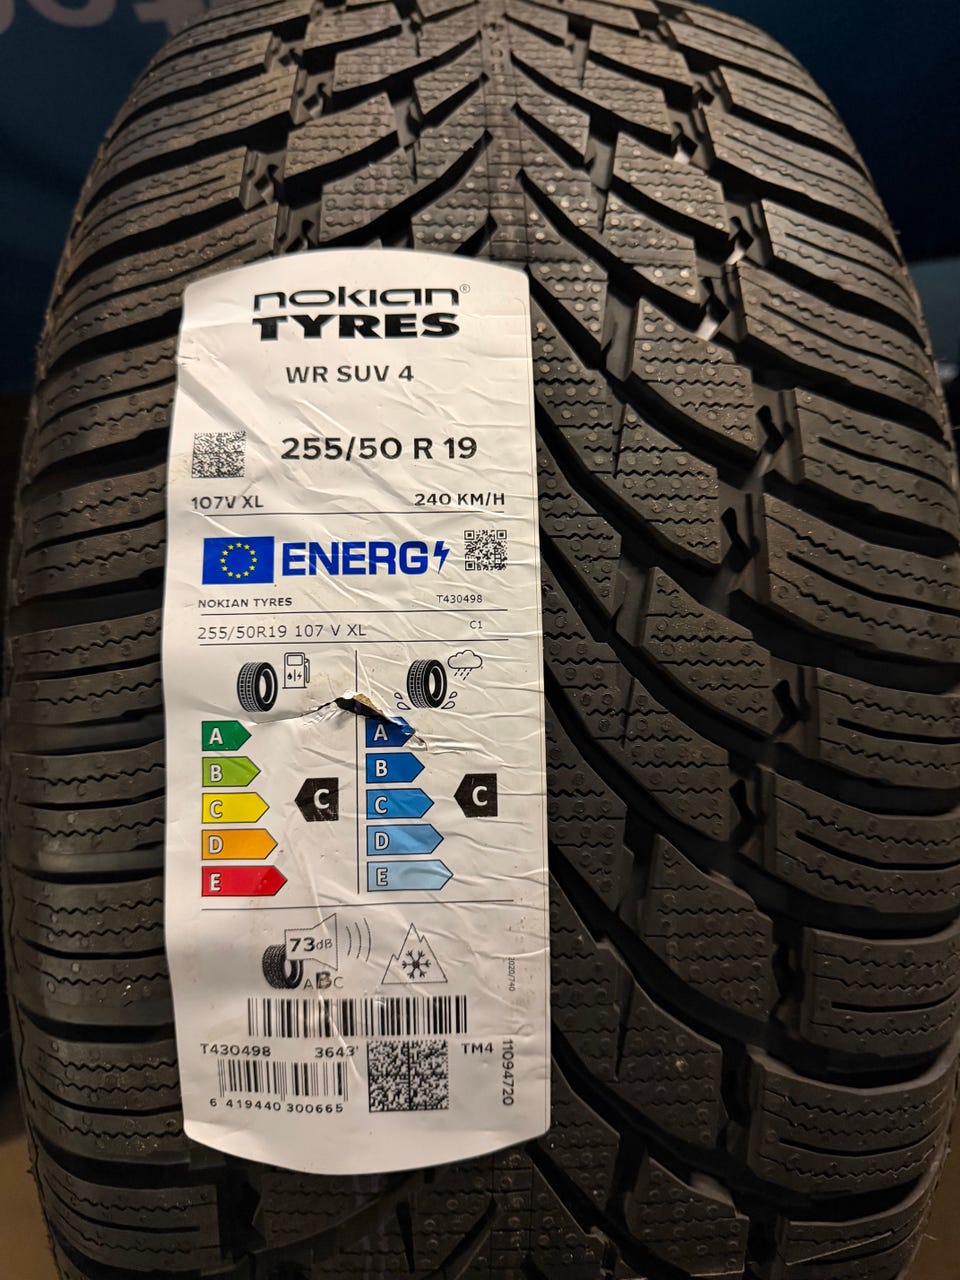 nokian®
TYRES
WR SUV 4
255/50 R 19
107V XL 240 KM/H
ENERG
NOKIAN TYRES T430498
255/50R19 107 V XL C1
A A
B B
C C C C
D D
E E
73dB
ABC
2020/740
T430498 3643' TM4
6 419440 300665
11094720